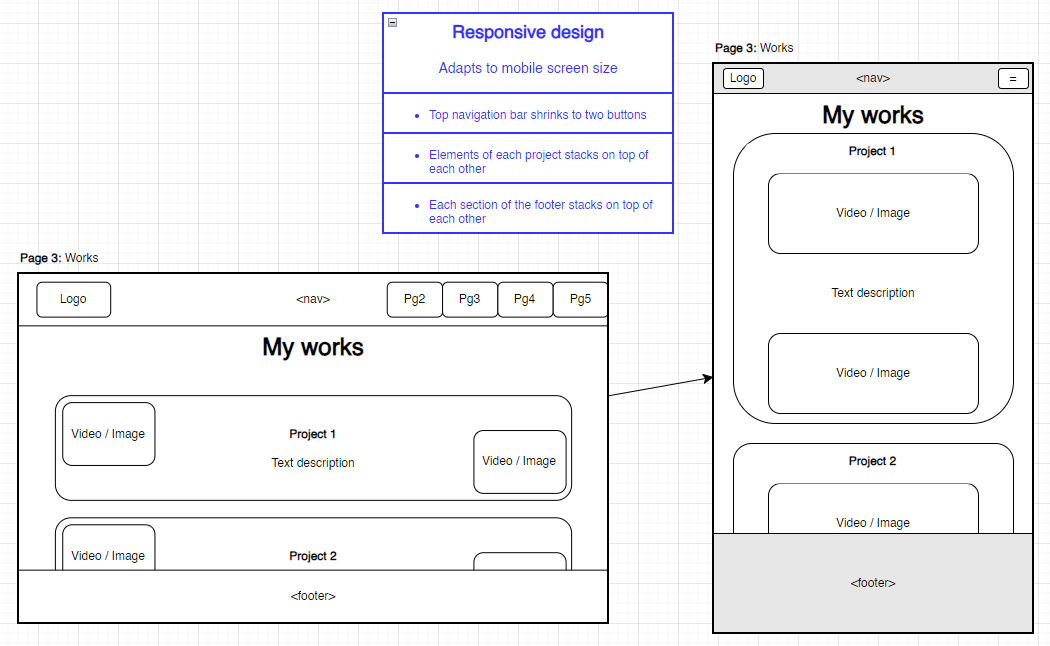 Responsive design
Adapts to mobile screen size
Top navigation bar shrinks to two buttons
Elements of each project stacks on top of
each other
Each section of the footer stacks on top of
each other
Page 3: Works
Logo
<nav>
Pg2
Pg3
Pg4
Pg5
My works
Video / Image
Project 1
Text description
Video / Image
Video / Image
Project 2
<footer>
Page 3: Works
Logo
<nav>
=
My works
Project 1
Video / Image
Text description
Video / Image
Project 2
Video / Image
<footer>